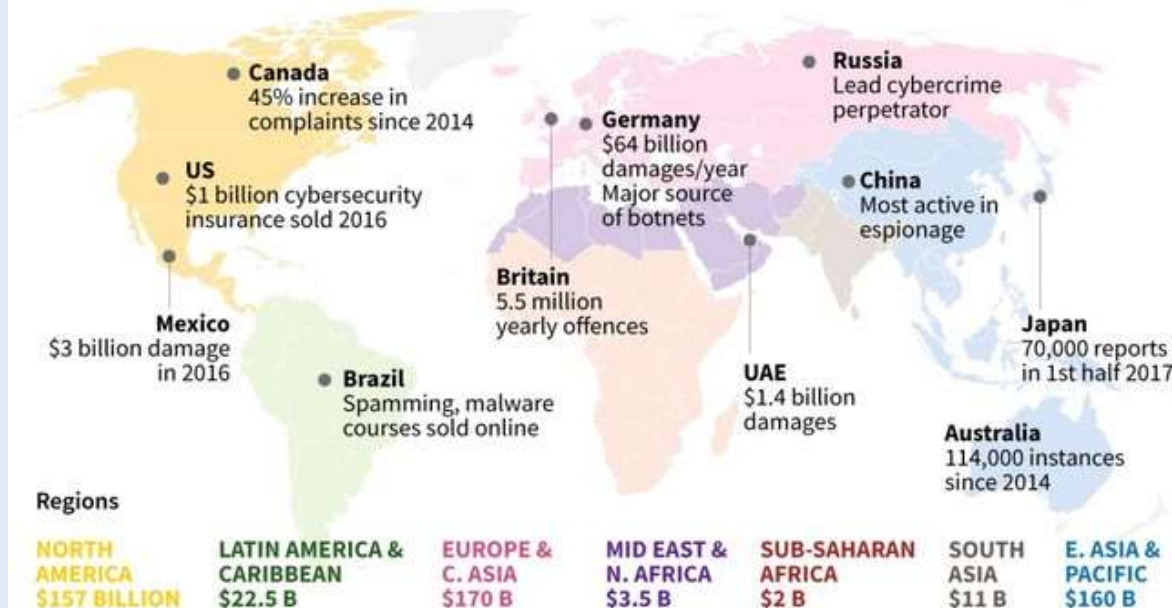 Canada
45% increase in
complaints since 2014
Russia
Lead cybercrime
perpetrator
Germany
$64 billion
damages/year
Major source
of botnets
US
$1 billion cybersecurity
insurance sold 2016
China
Most active in
espionage
Britain
5.5 million
yearly offences
Mexico
$3 billion damage
in 2016
Brazil
Spamming, malware
courses sold online
UAE
$1.4 billion
damages
Japan
70,000 reports
in 1st half 2017
Australia
114,000 instances
since 2014
Regions
NORTH
AMERICA
$157 BILLION
LATIN AMERICA &
CARIBBEAN
$22.5 B
EUROPE &
C. ASIA
$170 B
MID EAST &
N. AFRICA
$3.5 B
SUB-SAHARAN
AFRICA
$2 B
SOUTH
ASIA
$11 B
E. ASIA &
PACIFIC
$160 B